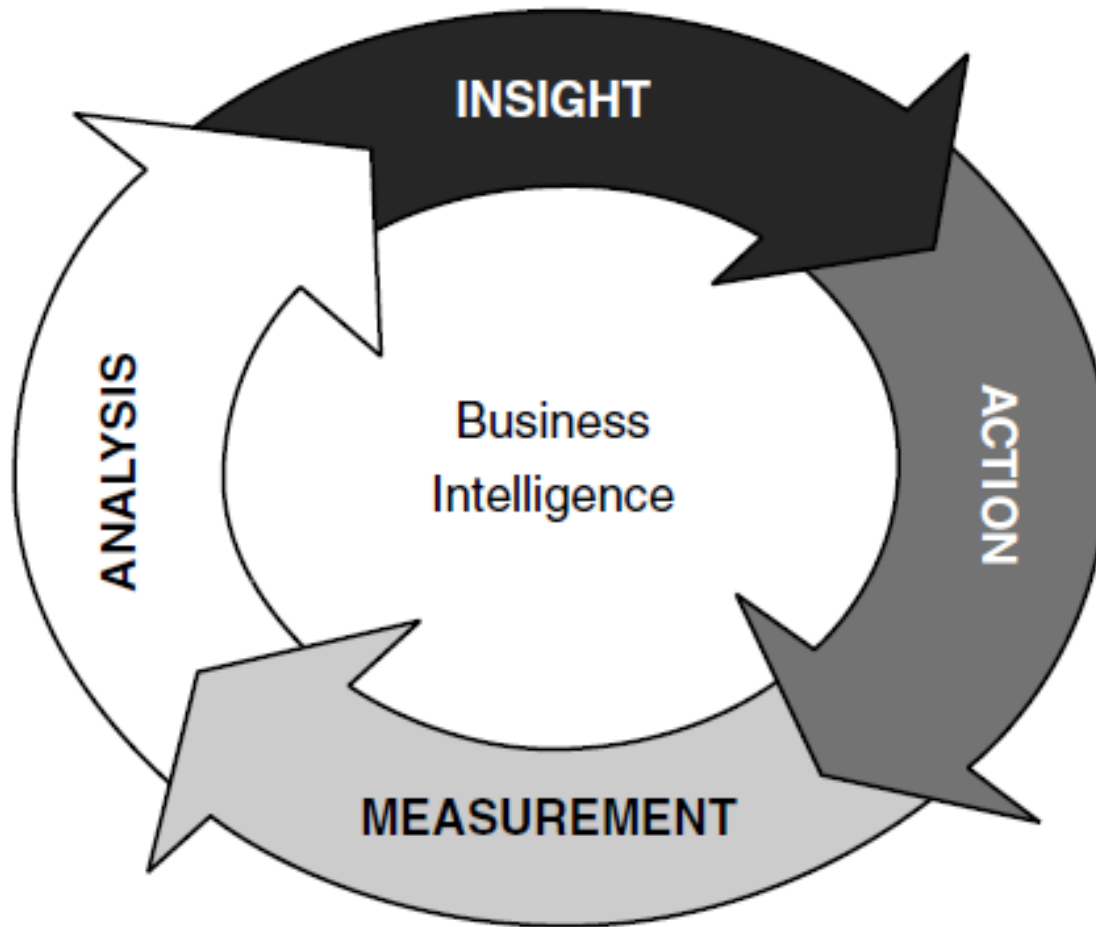 INSIGHT
ACTION
MEASUREMENT
ANALYSIS
Business
Intelligence